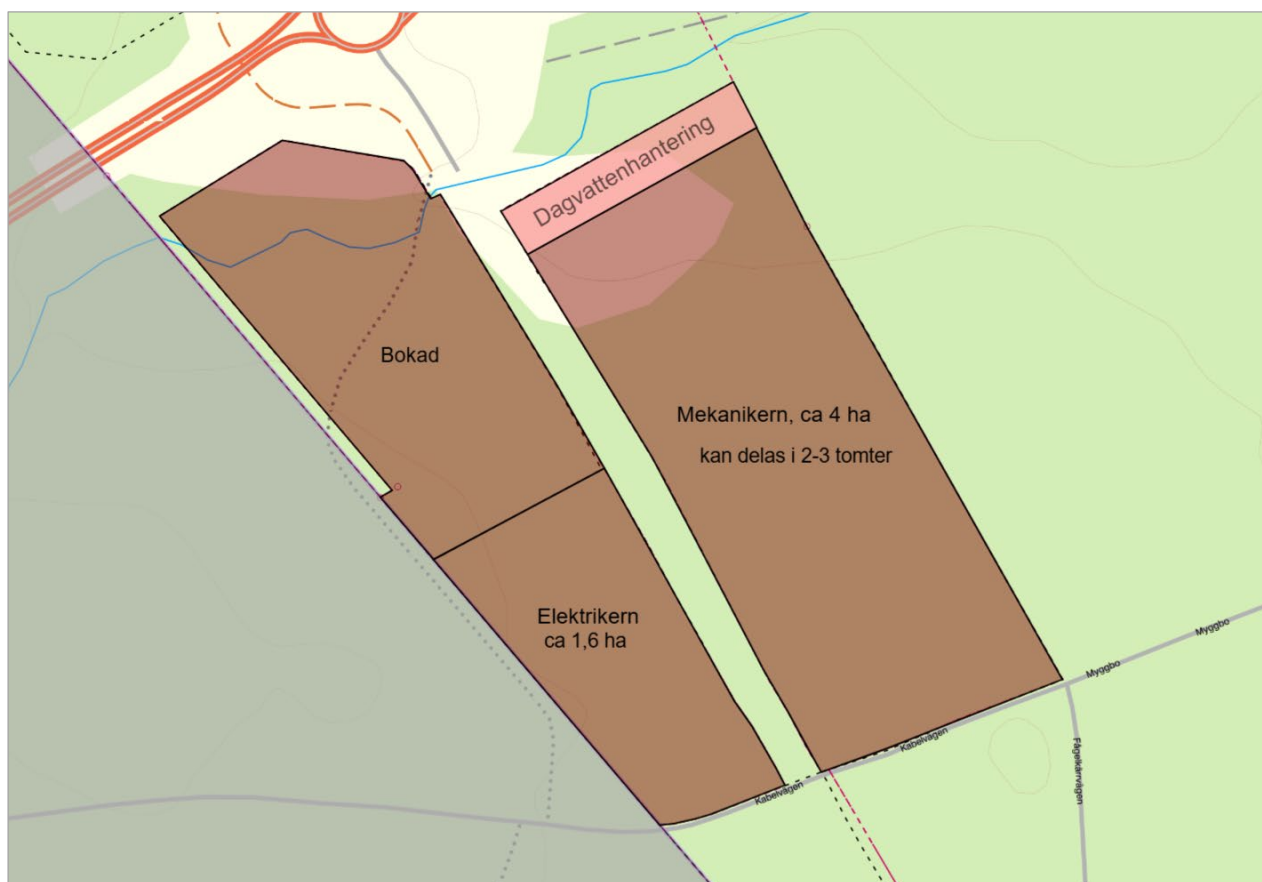 Dagvattenhantering
Bokad
Mekanikern, ca 4 ha
kan delas i 2-3 tomter
Elektrikern
ca 1,6 ha
Myggbo
Myggbo
Kabelvägen
Kabelvägen
Fågelkärrvägen